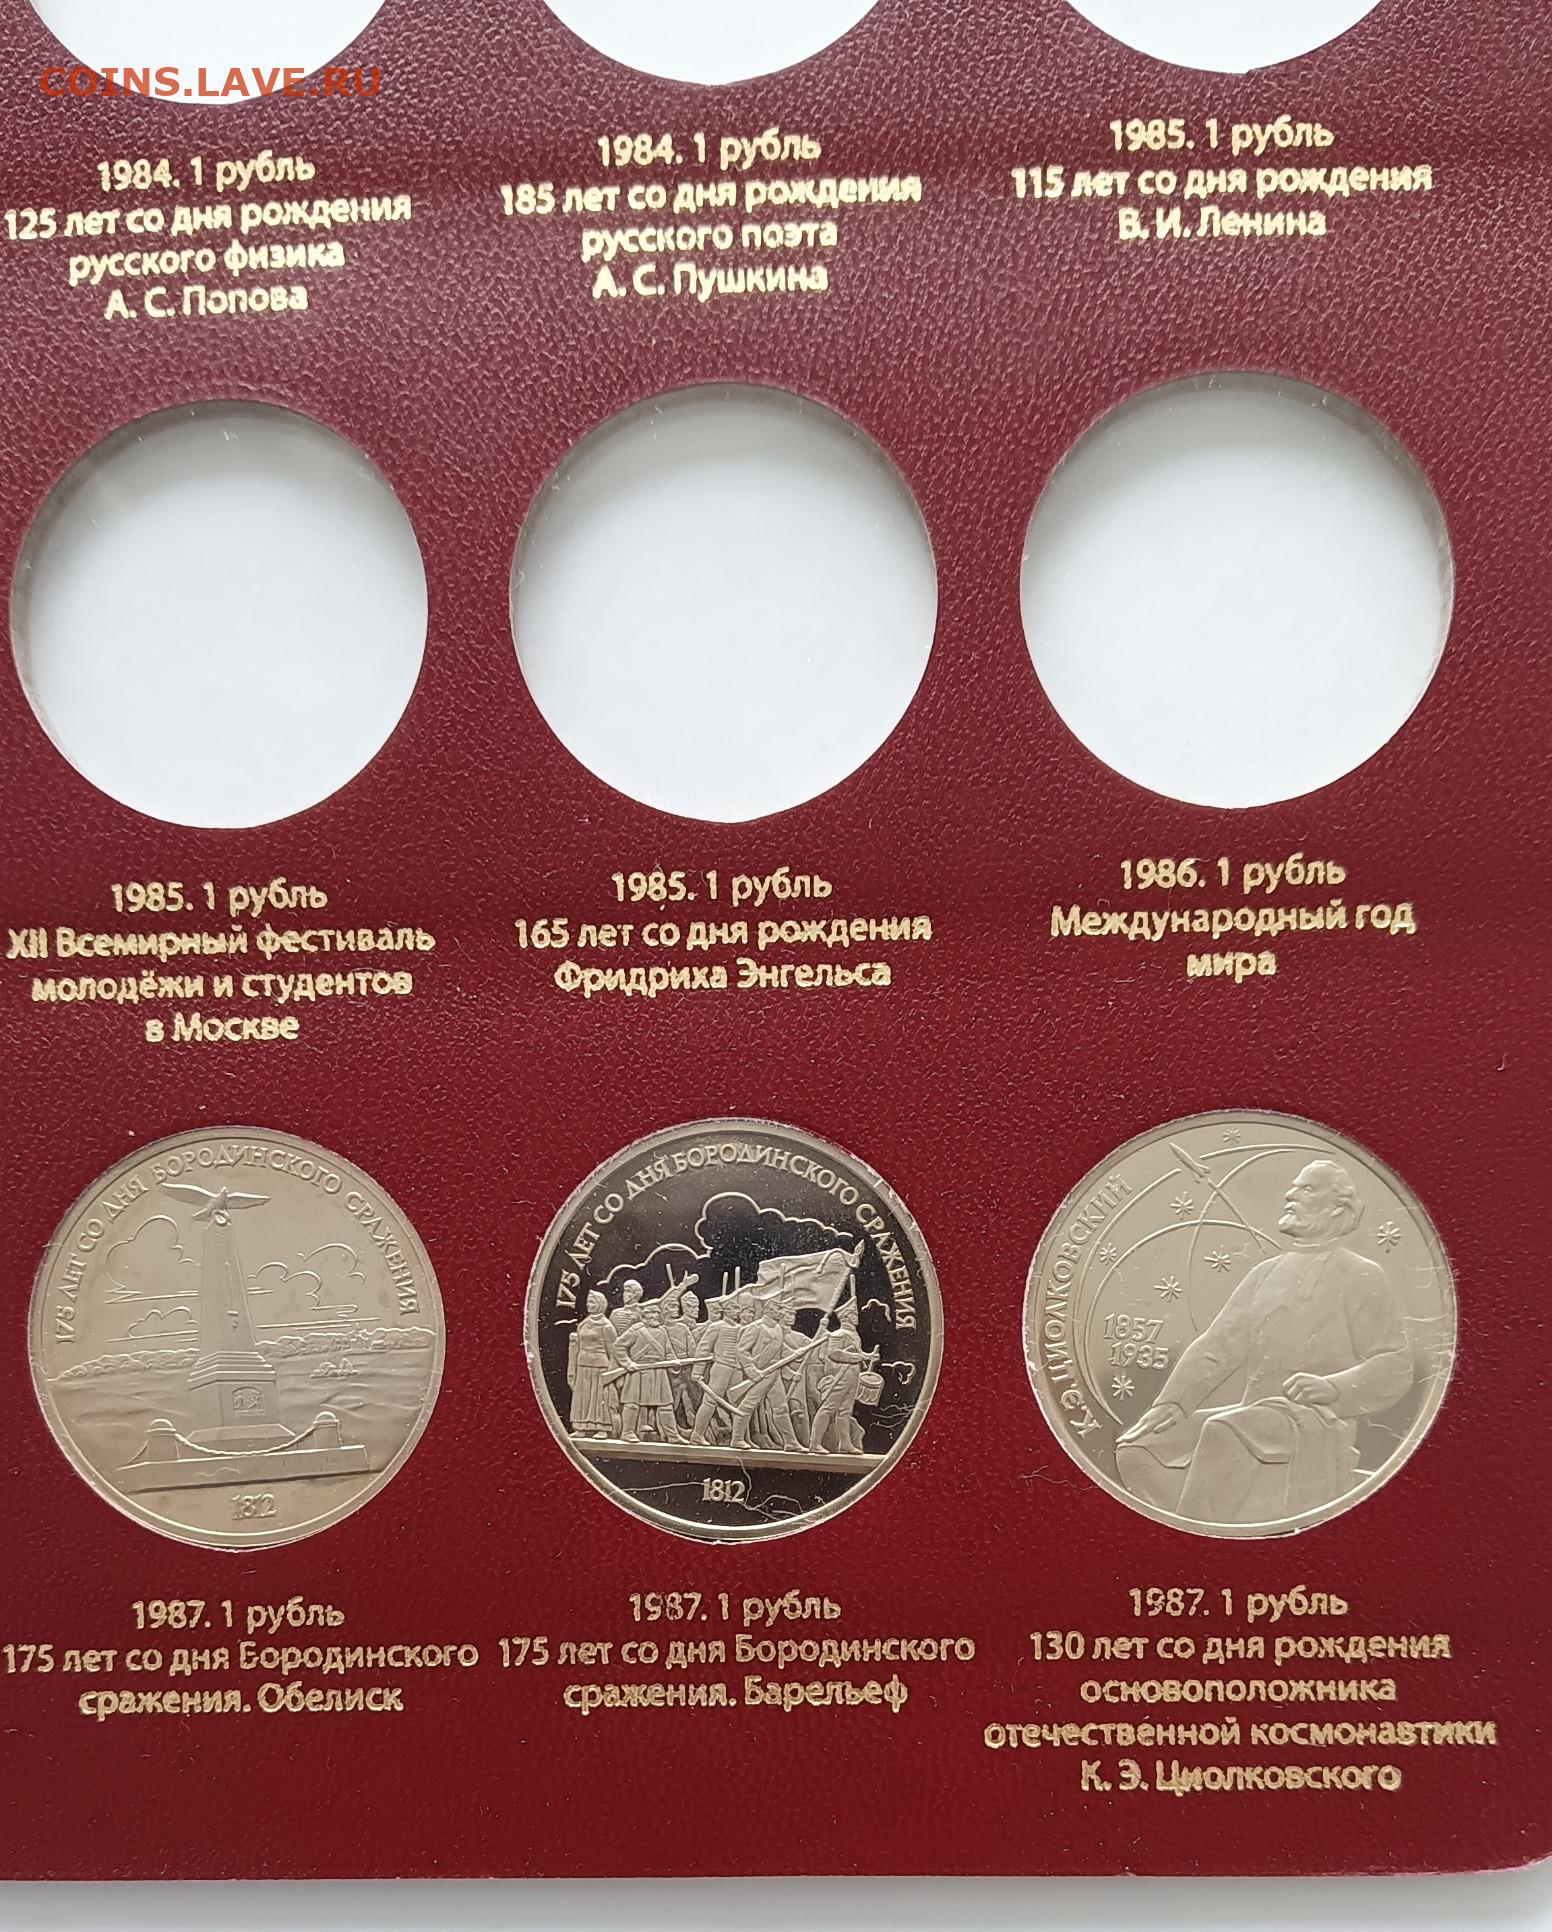 COINS.LAVE.RU
1984. 1 рубль
125 лет со дня рождения
русского физика
А. С. Попова
1984. 1 рубль
185 лет со дня рождения
русского поэта
А. С. Пушкина
1985. 1 рубль
115 лет со дня рождения
В. И. Ленина
1985. 1 рубль
XII Всемирный фестиваль
молодёжи и студентов
в Москве
1985. 1 рубль
165 лет со дня рождения
Фридриха Энгельса
1986. 1 рубль
Международный год
мира
175 ЛЕТ СО ДНЯ БОРОДИНСКОГО СРАЖЕНИЯ
1812
175 ЛЕТ СО ДНЯ БОРОДИНСКОГО СРАЖЕНИЯ
1812
К.Э.ЦИОЛКОВСКИЙ
1857
1935
1987. 1 рубль
175 лет со дня Бородинского
сражения. Обелиск
1987. 1 рубль
175 лет со дня Бородинского
сражения. Барельеф
1987. 1 рубль
130 лет со дня рождения
основоположника
отечественной космонавтики
К. Э. Циолковского